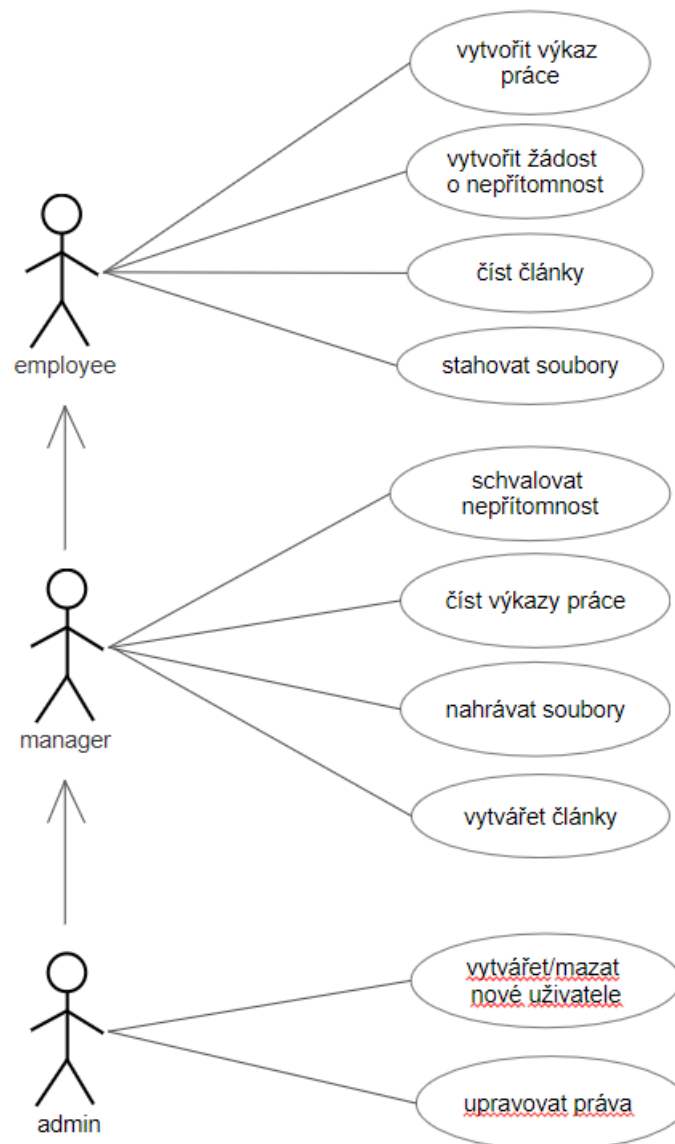 vytvořit výkaz
práce
vytvořit žádost
o nepřítomnost
číst články
stahovat soubory
employee
schvalovat
nepřítomnost
číst výkazy práce
nahrávat soubory
manager
vytvářet články
vytvářet/mazat
nové uživatele
upravovat práva
admin